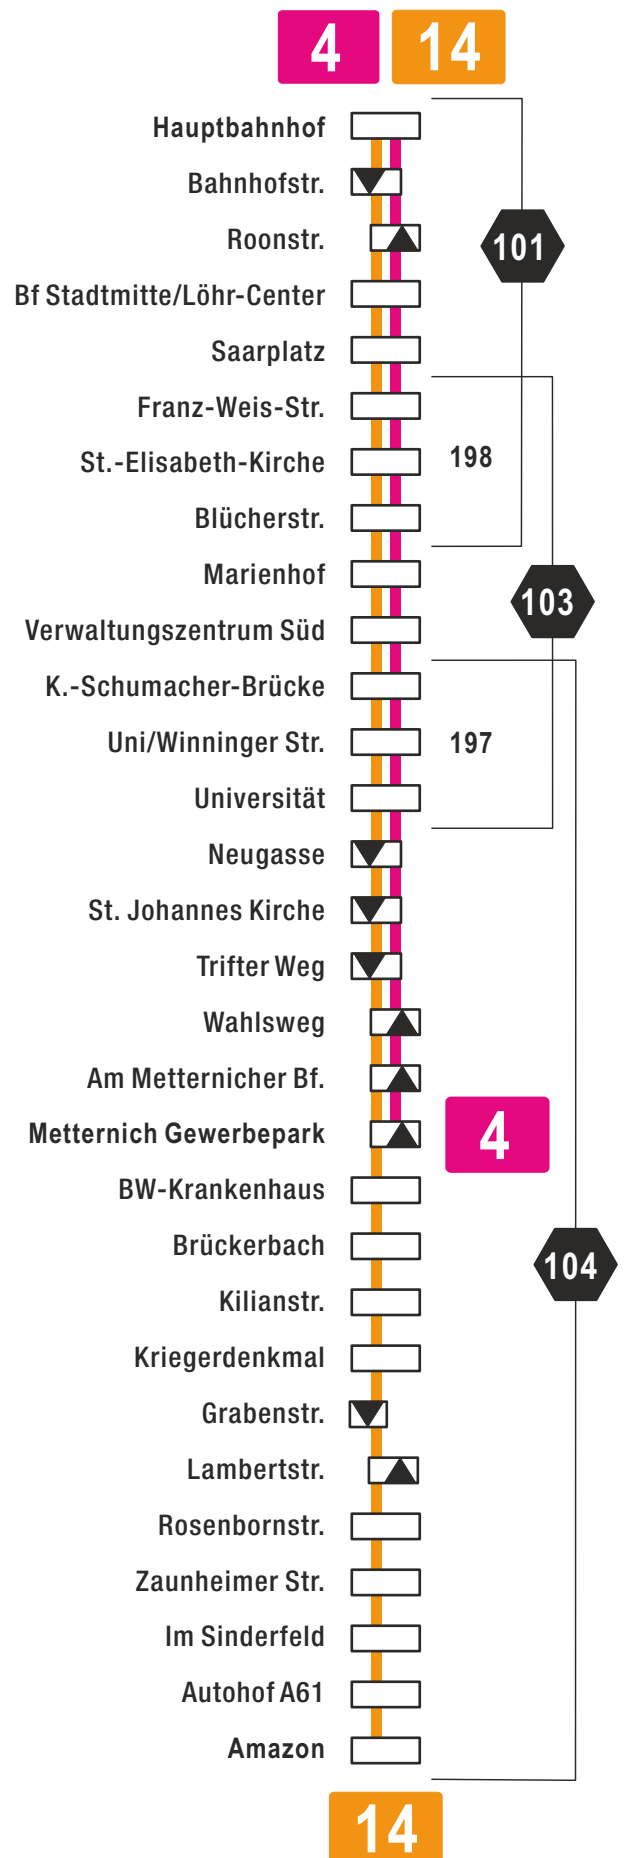 4 14
Hauptbahnhof
Bahnhofstr.
Roonstr.
101
Bf Stadtmitte/Löhr-Center
Saarplatz
Franz-Weis-Str.
St.-Elisabeth-Kirche
198
Blücherstr.
Marienhof
103
Verwaltungszentrum Süd
K.-Schumacher-Brücke
Uni/Winninger Str.
197
Universität
Neugasse
St. Johannes Kirche
Trifter Weg
Wahlsweg
Am Metternicher Bf.
Metternich Gewerbepark
4
BW-Krankenhaus
Brückerbach
104
Kilianstr.
Kriegerdenkmal
Grabenstr.
Lambertstr.
Rosenbornstr.
Zaunheimer Str.
Im Sinderfeld
Autohof A61
Amazon
14